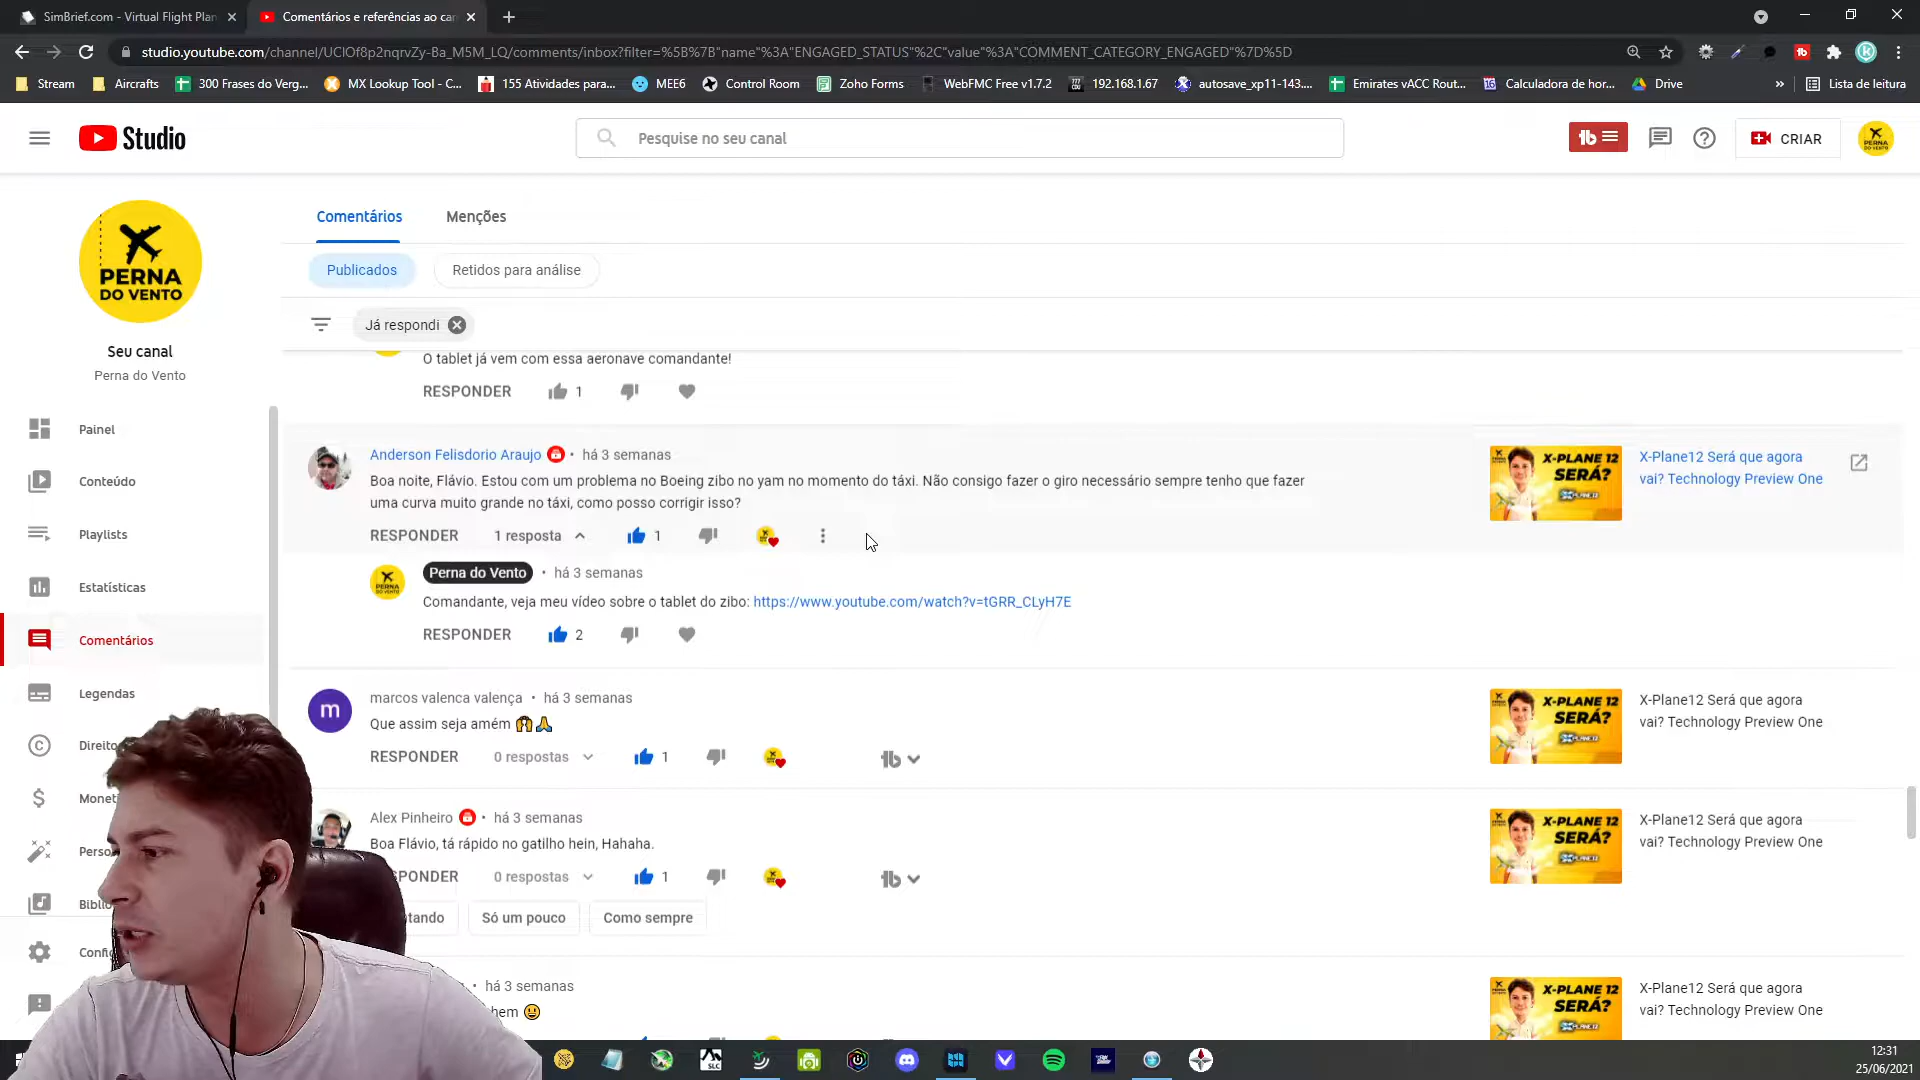 SimBrief.com - Virtual Flight Plan
Comentários e referências ao can
studio.youtube.com/channel/UClOf8p2nqrvZy-Ba_M5M_LQ/comments/inbox?filter=%5B%7B"name"%3A"ENGAGED_STATUS"%2C"value"%3A"COMMENT_CATEGORY_ENGAGED"%7D%5D
Stream
Aircrafts
300 Frases do Verg...
MX Lookup Tool - C...
155 Atividades para...
MEE6
Control Room
Zoho Forms
WebFMC Free v1.7.2
192.168.1.67
autosave_xp11-143....
Emirates vACC Rout...
Calculadora de hor...
Drive
»
Lista de leitura
Studio
Pesquise no seu canal
CRIAR
PERNA
DO VENTO
Seu canal
Perna do Vento
Painel
Conteúdo
Playlists
Estatísticas
Comentários
Legendas
Direito
Monet
Perso
Biblio
Config
Comentários
Menções
Publicados
Retidos para análise
Já respondi
O tablet já vem com essa aeronave comandante!
RESPONDER 1
Anderson Felisdorio Araujo • há 3 semanas
Boa noite, Flávio. Estou com um problema no Boeing zibo no yam no momento do táxi. Não consigo fazer o giro necessário sempre tenho que fazer
uma curva muito grande no táxi, como posso corrigir isso?
RESPONDER 1 resposta 1
X-PLANE 12
SERÁ?
X-Plane12 Será que agora
vai? Technology Preview One
Perna do Vento • há 3 semanas
Comandante, veja meu vídeo sobre o tablet do zibo: https://www.youtube.com/watch?v=tGRR_CLyH7E
RESPONDER 2
m
marcos valenca valença • há 3 semanas
Que assim seja amém 🙌🙏
RESPONDER 0 respostas 1
X-PLANE 12
SERÁ?
X-Plane12 Será que agora
vai? Technology Preview One
Alex Pinheiro • há 3 semanas
Boa Flávio, tá rápido no gatilho hein, Hahaha.
PONDER 0 respostas 1
tando
Só um pouco
Como sempre
X-PLANE 12
SERÁ?
X-Plane12 Será que agora
vai? Technology Preview One
• há 3 semanas
hem 😃
X-PLANE 12
SERÁ?
X-Plane12 Será que agora
vai? Technology Preview One
SLC
12:31
25/06/2021